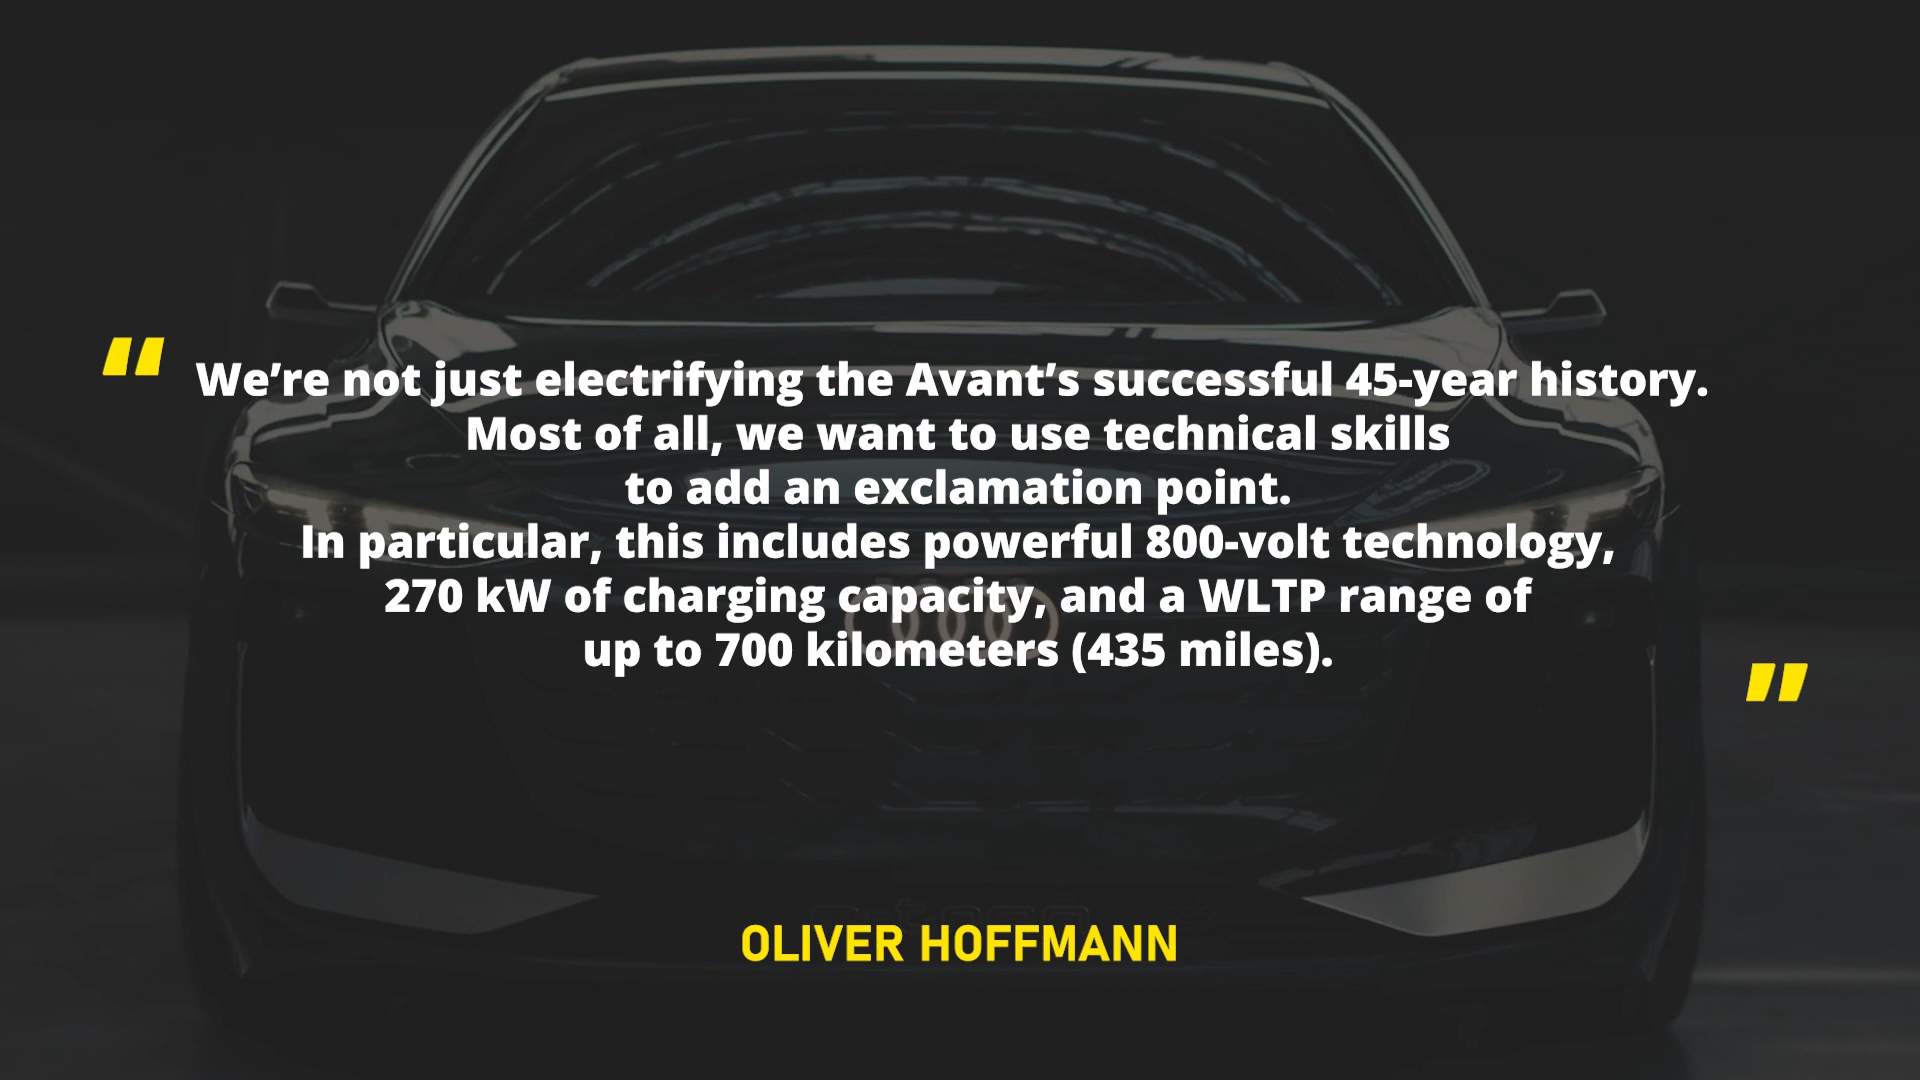 “
We’re not just electrifying the Avant’s successful 45-year history.
Most of all, we want to use technical skills
to add an exclamation point.
In particular, this includes powerful 800-volt technology,
270 kW of charging capacity, and a WLTP range of
up to 700 kilometers (435 miles).
”
OLIVER HOFFMANN